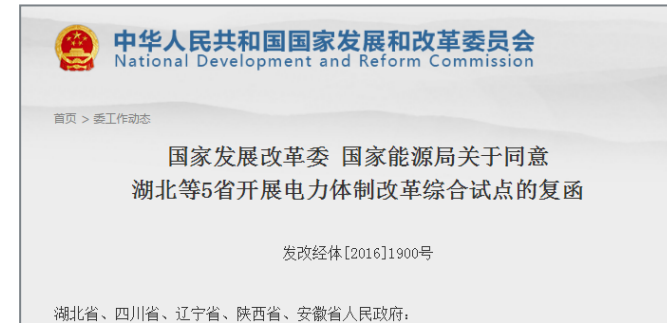 中华人民共和国国家发展和改革委员会
National Development and Reform Commission
首页 > 委工作动态
国家发展改革委 国家能源局关于同意
湖北等5省开展电力体制改革综合试点的复函
发改经体[2016]1900号
湖北省、四川省、辽宁省、陕西省、安徽省人民政府：